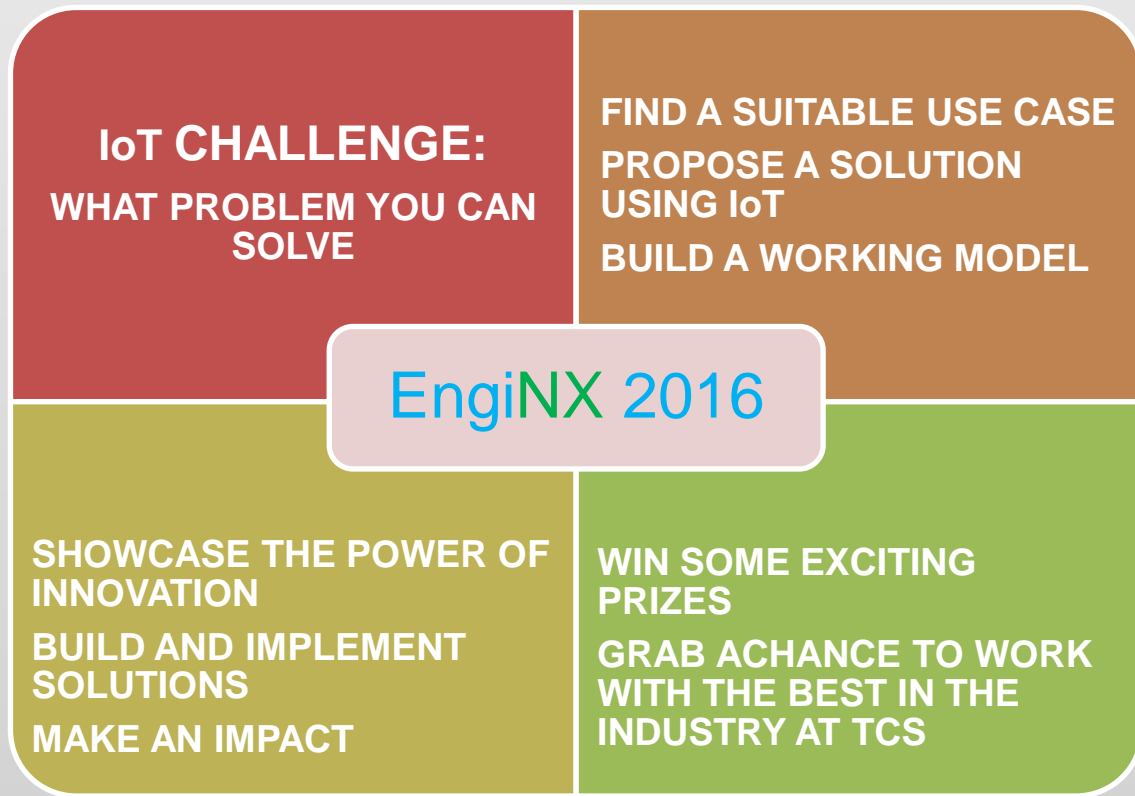 IoT CHALLENGE:
WHAT PROBLEM YOU CAN
SOLVE
FIND A SUITABLE USE CASE
PROPOSE A SOLUTION
USING IoT
BUILD A WORKING MODEL
EngiNX 2016
SHOWCASE THE POWER OF
INNOVATION
BUILD AND IMPLEMENT
SOLUTIONS
MAKE AN IMPACT
WIN SOME EXCITING
PRIZES
GRAB ACHANCE TO WORK
WITH THE BEST IN THE
INDUSTRY AT TCS